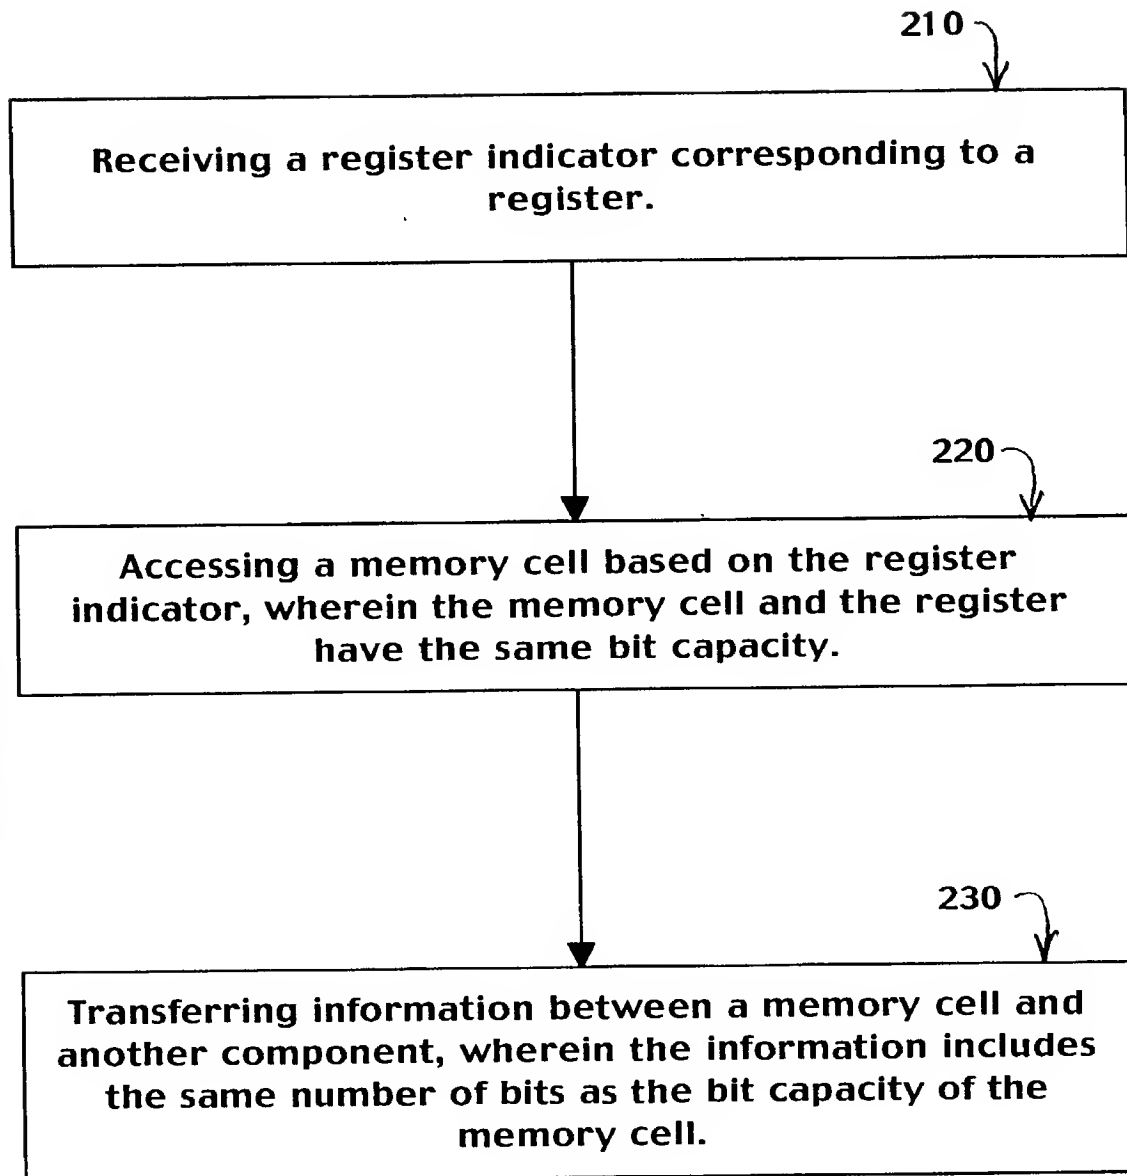 210
Receiving a register indicator corresponding to a
register.
220
Accessing a memory cell based on the register
indicator, wherein the memory cell and the register
have the same bit capacity.
230
Transferring information between a memory cell and
another component, wherein the information includes
the same number of bits as the bit capacity of the
memory cell.